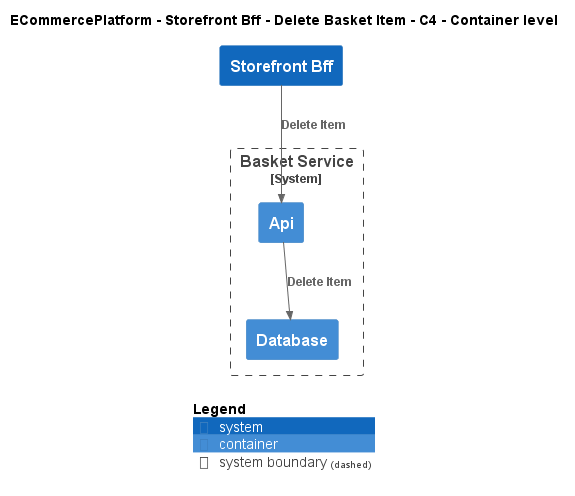 ECommercePlatform - Storefront Bff - Delete Basket Item - C4 - Container level
Storefront Bff
Delete Item
Basket Service
[System]
Api
Delete Item
Database
Legend
system
container
system boundary (dashed)